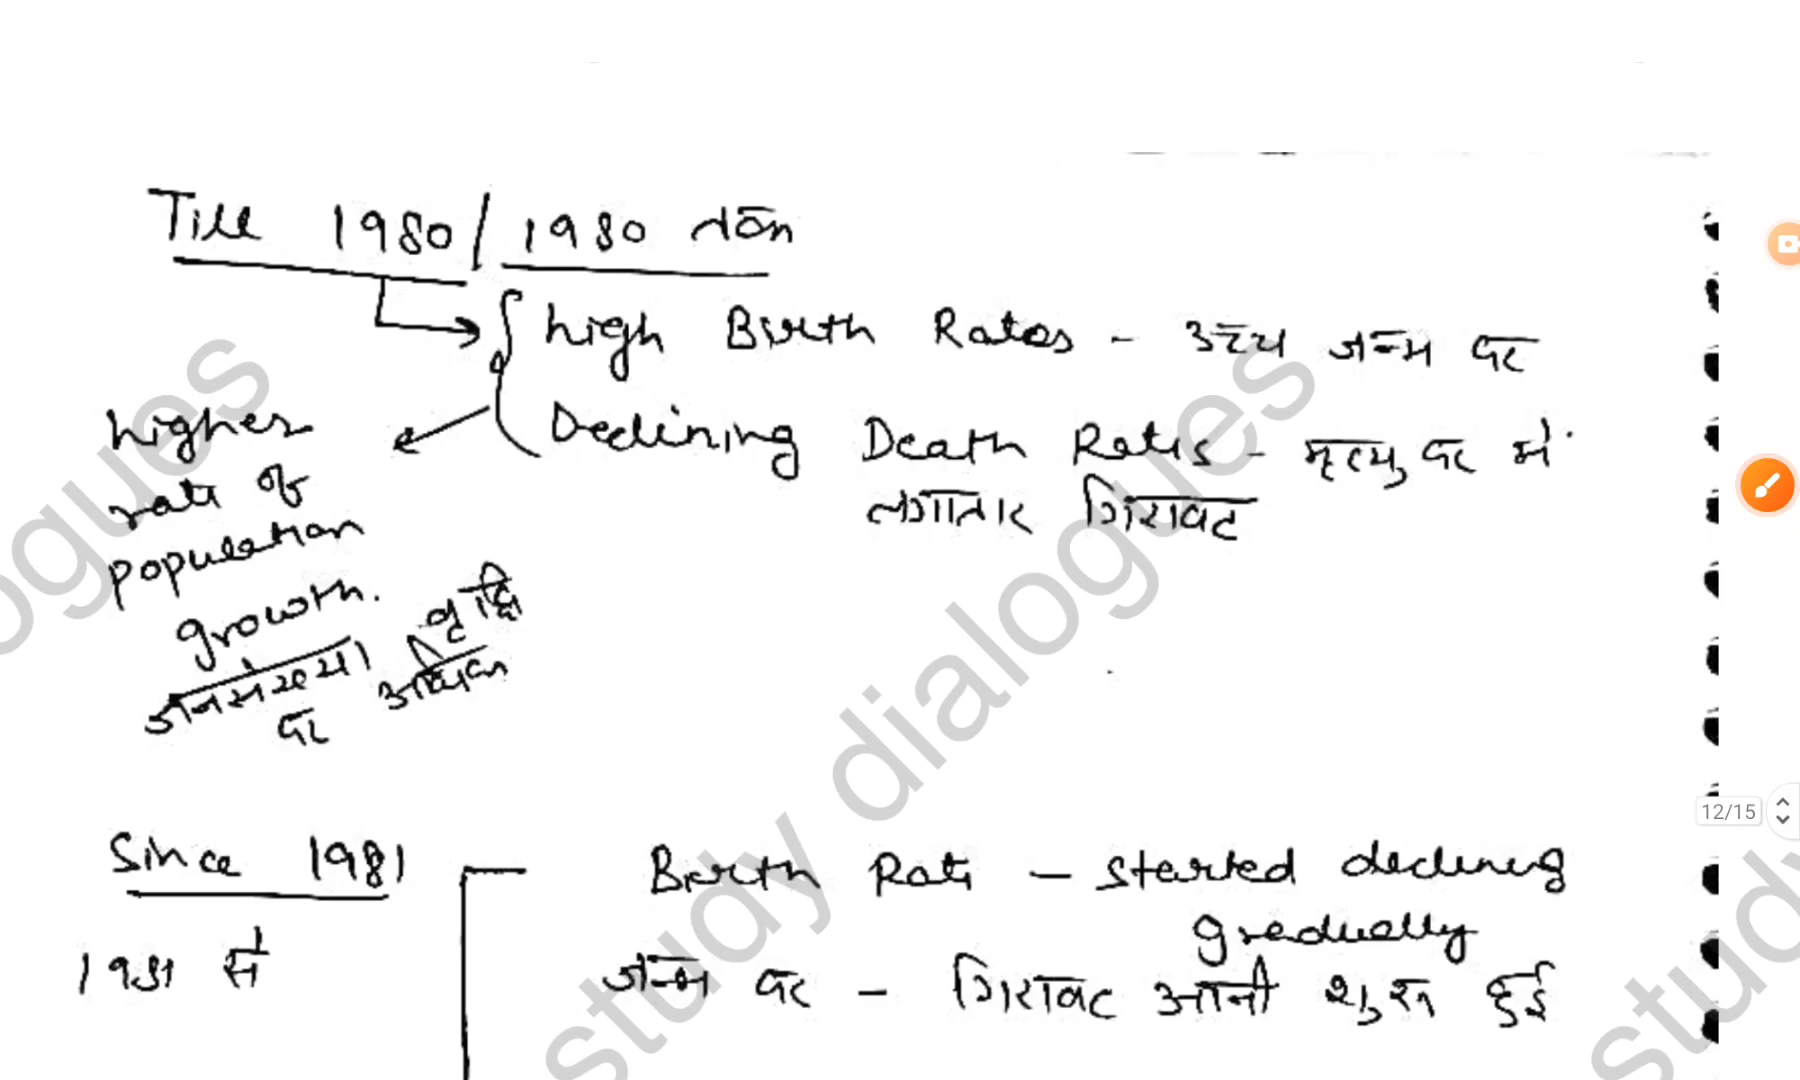 Till 1980 / 1980 तक
high Birth Rates - उच्च जन्म दर
Declining Death Rates - मृत्यु दर में
लगातार गिरावट
higher
rate of
population
growth.
जनसंख्या वृद्धि
दर अधिक
Since 1981
Birth Rate - started declining
gradually
1981 से
जन्म दर - गिरावट आनी शुरू हुई
12/15
study dialogues